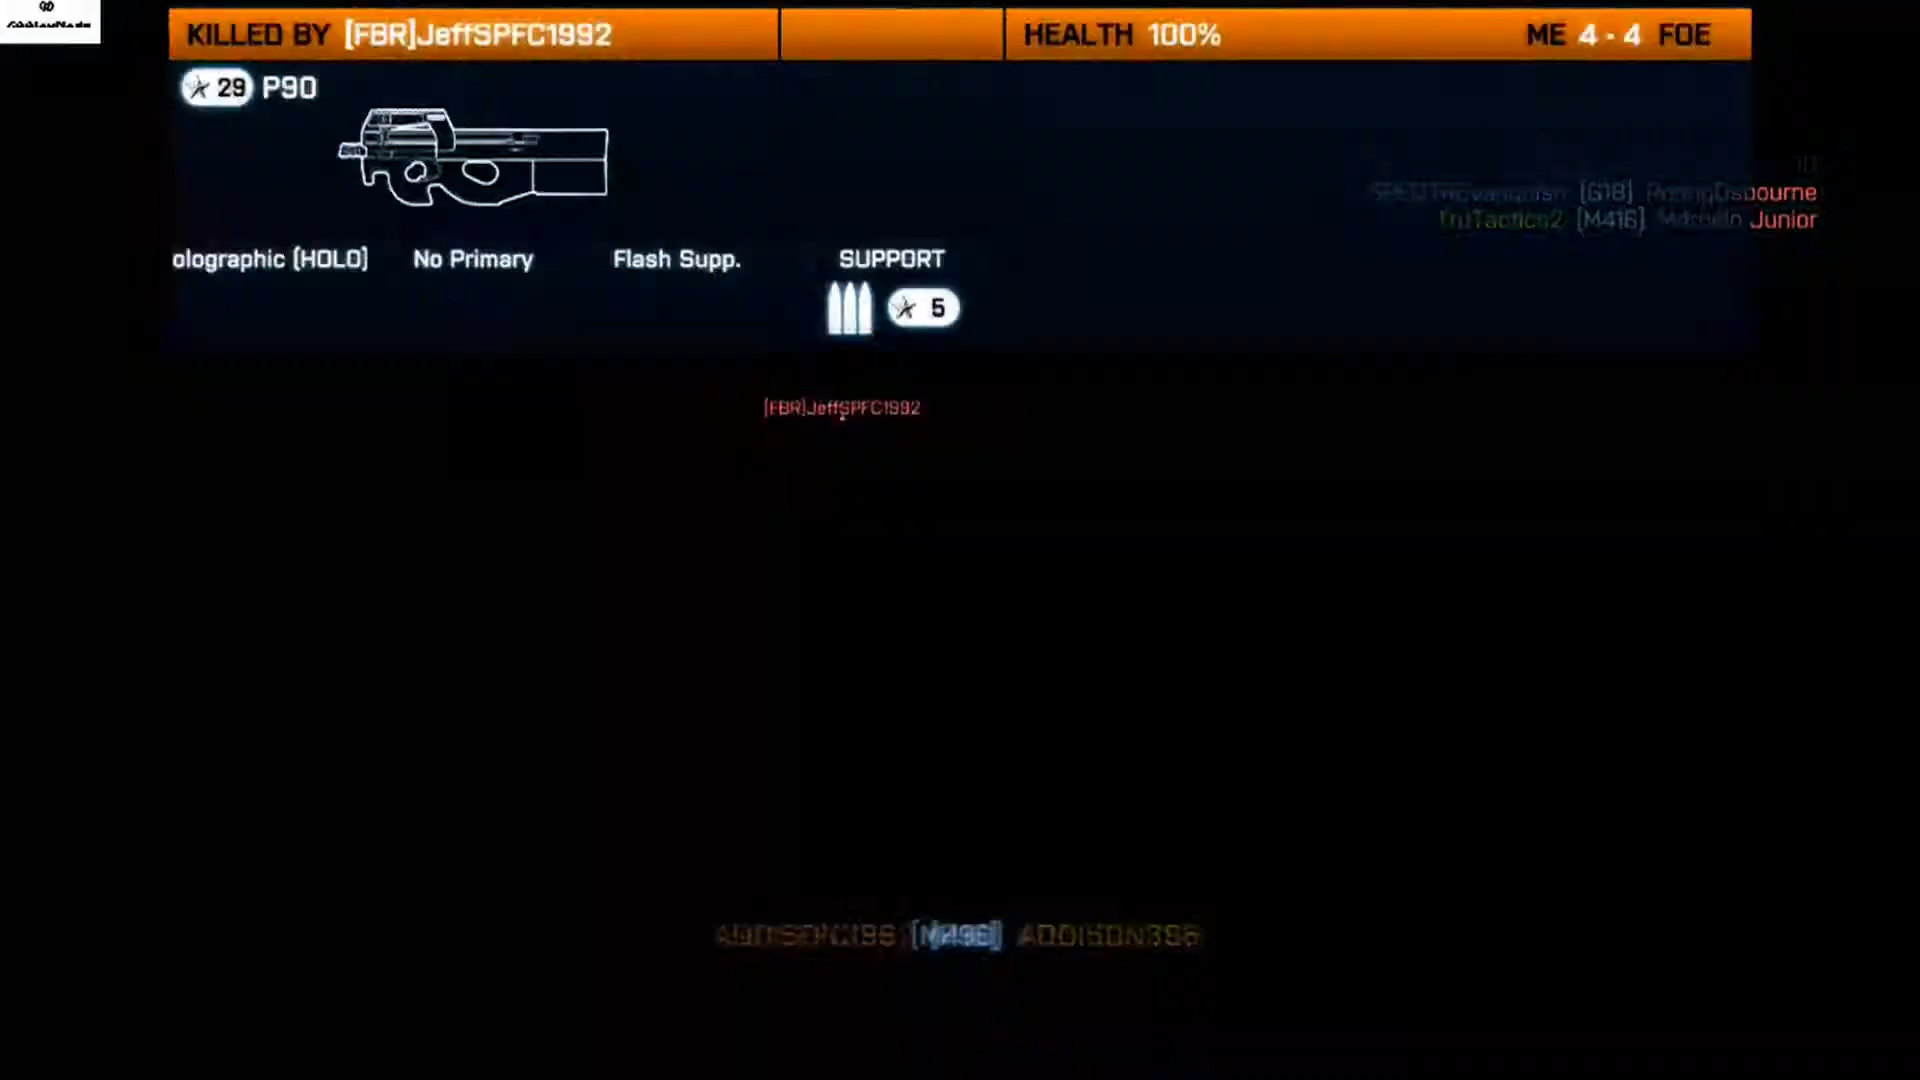 KILLED BY [FBR]JeffSPFC1992
HEALTH 100%
ME 4 - 4 FOE
29 P90
[G18]
TruTactico2 [M416] Junior
olographic [HOLO] No Primary Flash Supp. SUPPORT
5
[FBR]JeffSPFC1992